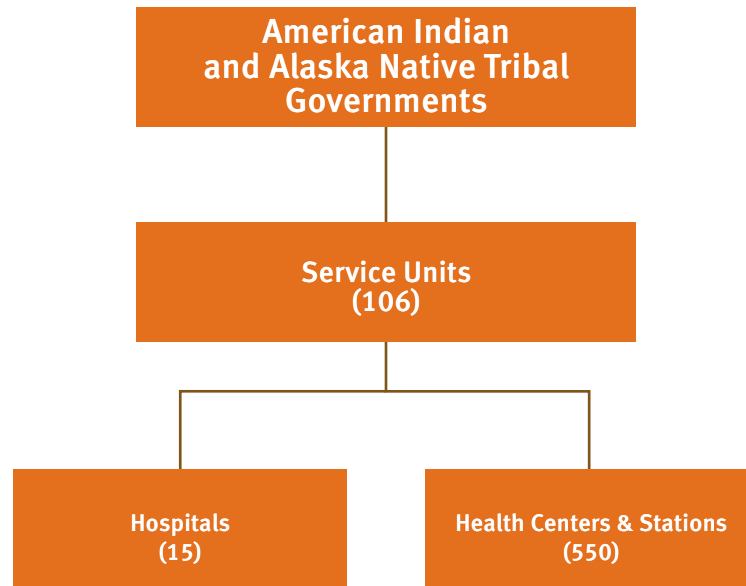 American Indian
and Alaska Native Tribal
Governments
Service Units
(106)
Hospitals
(15)
Health Centers & Stations
(550)